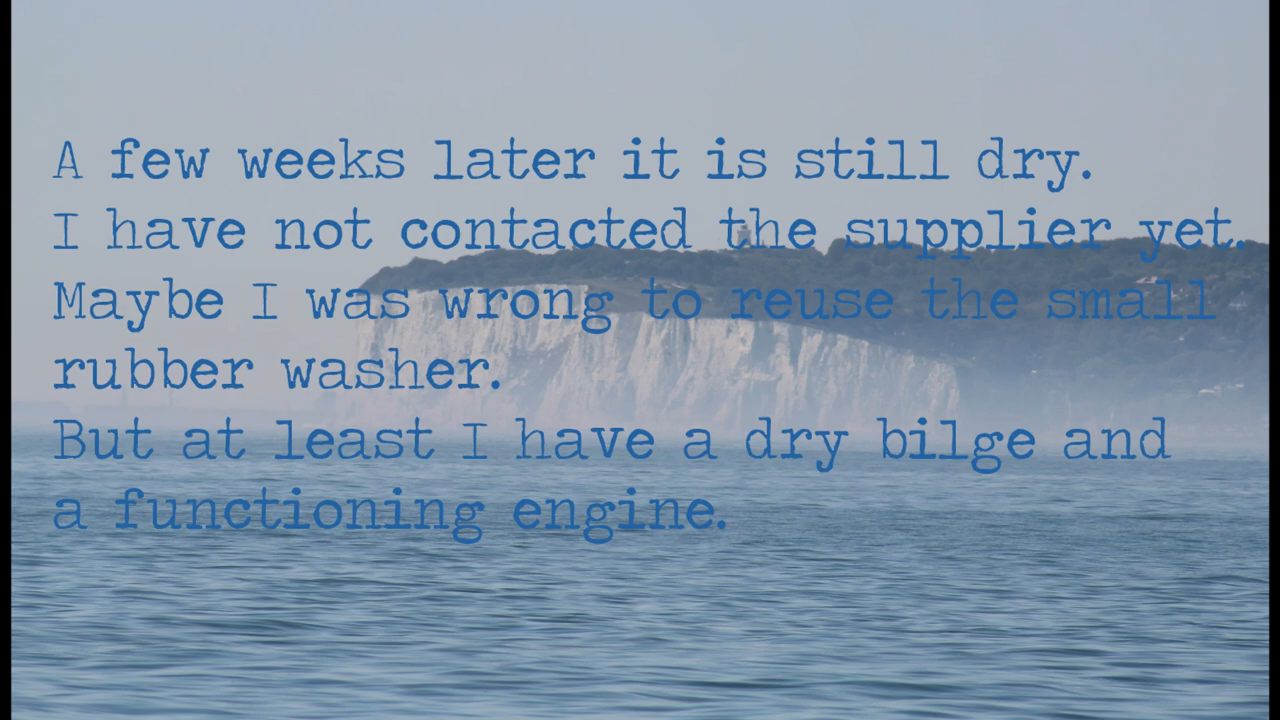 A few weeks later it is still dry.
I have not contacted the supplier yet.
Maybe I was wrong to reuse the small
rubber washer.
But at least I have a dry bilge and
a functioning engine.